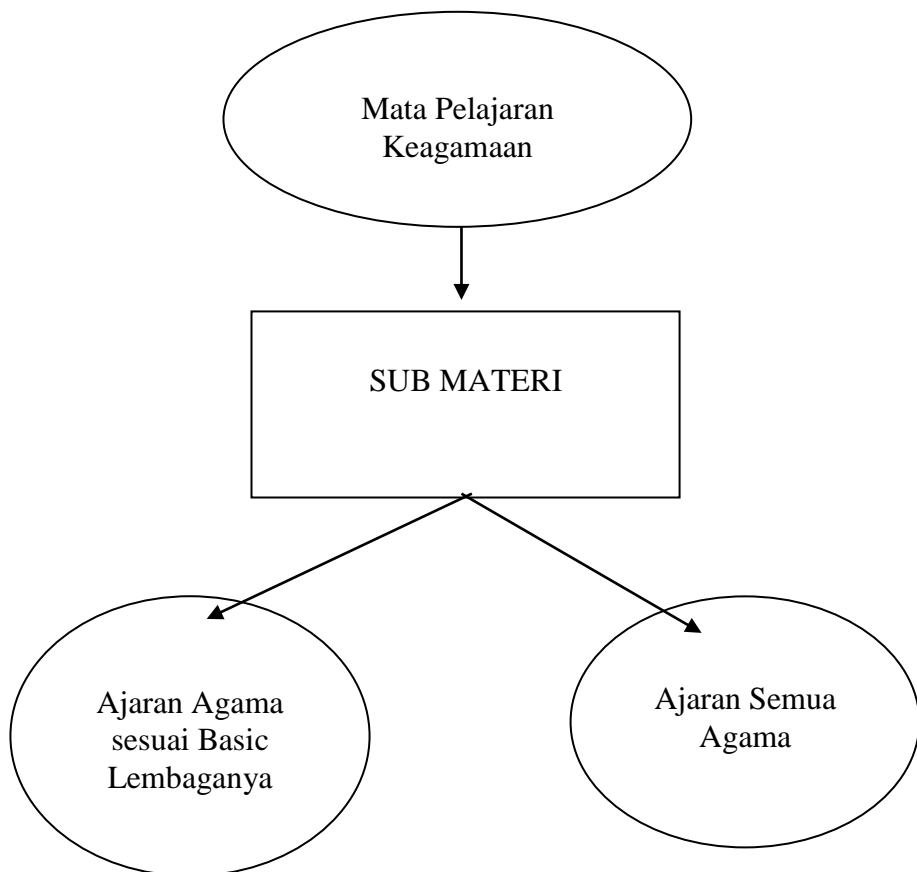 Mata Pelajaran
Keagamaan
SUB MATERI
Ajaran Agama
sesuai Basic
Lembaganya
Ajaran Semua
Agama